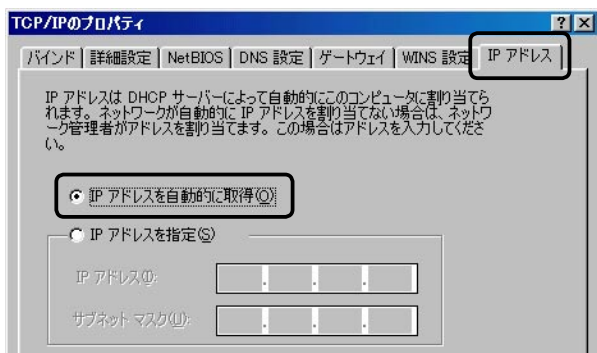 TCP/IPのプロパティ
バインド 詳細設定 NetBIOS DNS 設定 ゲートウェイ WINS 設定 IP アドレス
IP アドレスは DHCP サーバーによって自動的にこのコンピュータに割り当てら
れます。ネットワークが自動的に IP アドレスを割り当てない場合は、ネットワ
ーク管理者がアドレスを割り当てます。この場合はアドレスを入力してくださ
い。
IP アドレスを自動的に取得(O)
IP アドレスを指定(S)
IP アドレス(I):
サブネット マスク(U):